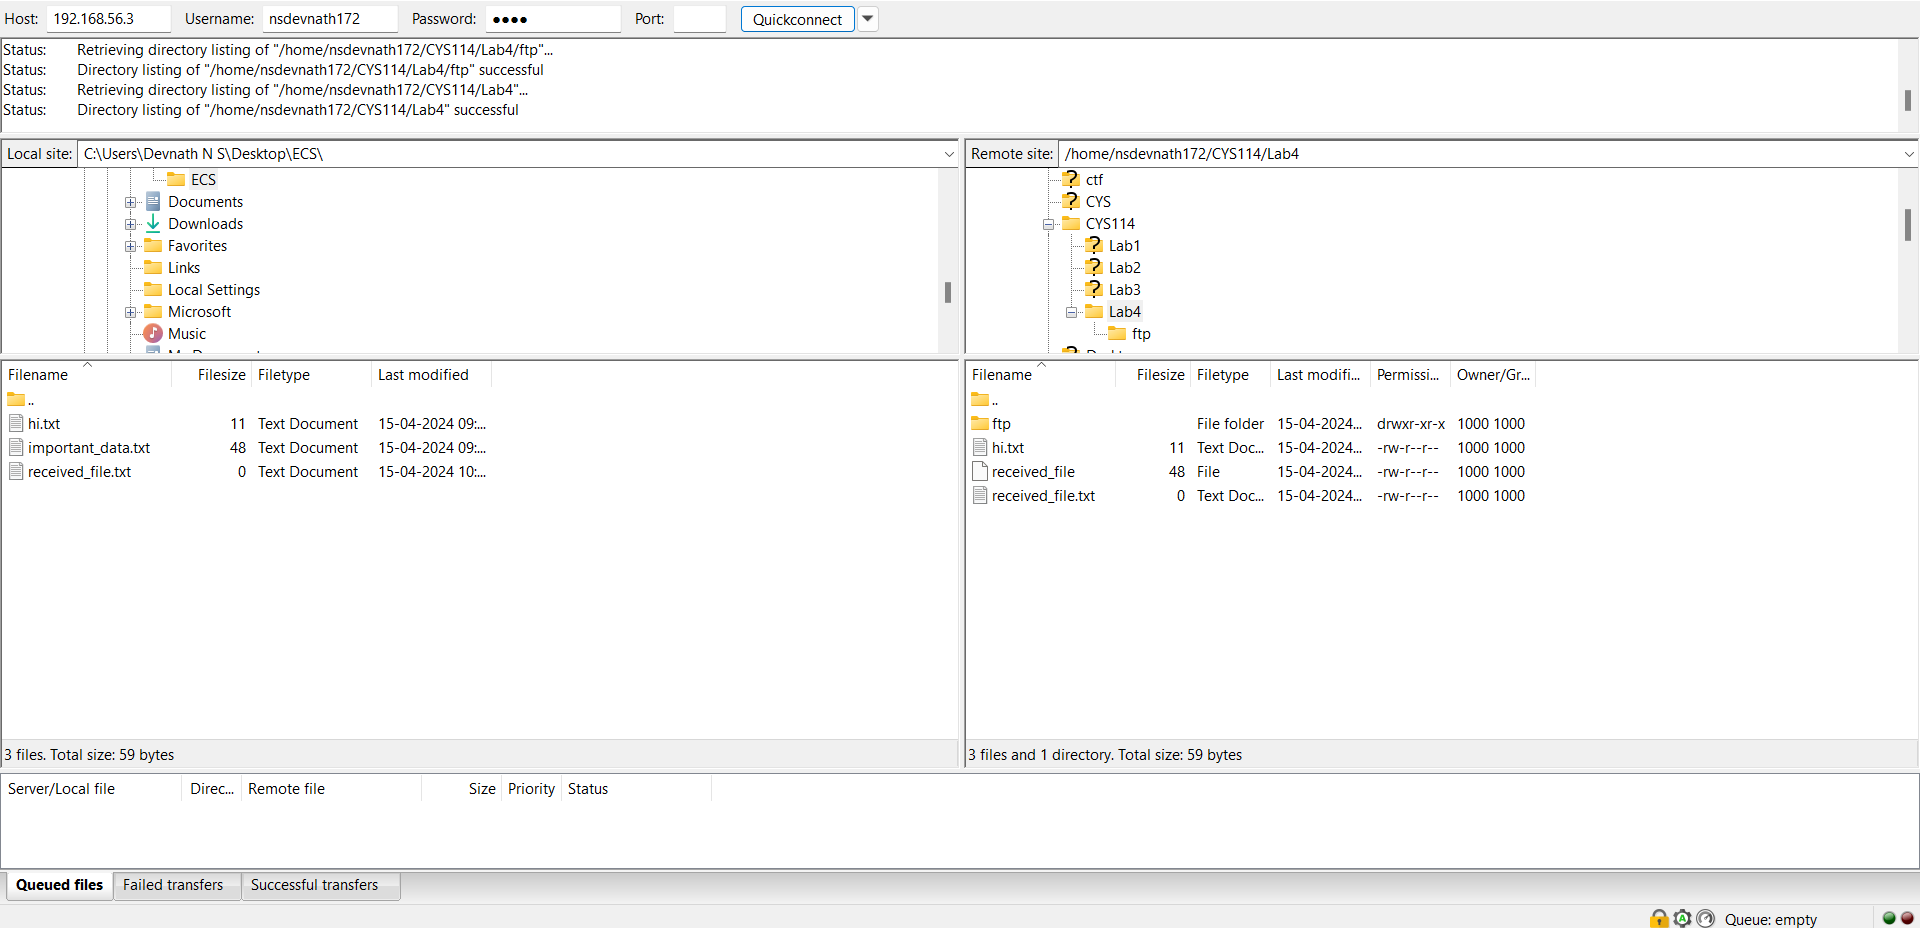 Host: 192.168.56.3 Username: nsdevnath172 Password: ●●●● Port: Quickconnect
Status: Retrieving directory listing of "/home/nsdevnath172/CYS114/Lab4/ftp"...
Status: Directory listing of "/home/nsdevnath172/CYS114/Lab4/ftp" successful
Status: Retrieving directory listing of "/home/nsdevnath172/CYS114/Lab4"...
Status: Directory listing of "/home/nsdevnath172/CYS114/Lab4" successful
Local site: C:\Users\Devnath N S\Desktop\ECS\
ECS
Documents
Downloads
Favorites
Links
Local Settings
Microsoft
Music
Remote site: /home/nsdevnath172/CYS114/Lab4
ctf
CYS
CYS114
Lab1
Lab2
Lab3
Lab4
ftp
Filename Filesize Filetype Last modified
..
hi.txt 11 Text Document 15-04-2024 09:...
important_data.txt 48 Text Document 15-04-2024 09:...
received_file.txt 0 Text Document 15-04-2024 10:...
3 files. Total size: 59 bytes
Filename Filesize Filetype Last modifi... Permissi... Owner/Gr...
..
ftp File folder 15-04-2024... drwxr-xr-x 1000 1000
hi.txt 11 Text Doc... 15-04-2024... -rw-r--r-- 1000 1000
received_file 48 File 15-04-2024... -rw-r--r-- 1000 1000
received_file.txt 0 Text Doc... 15-04-2024... -rw-r--r-- 1000 1000
3 files and 1 directory. Total size: 59 bytes
Server/Local file Direc... Remote file Size Priority Status
Queued files Failed transfers Successful transfers
Queue: empty